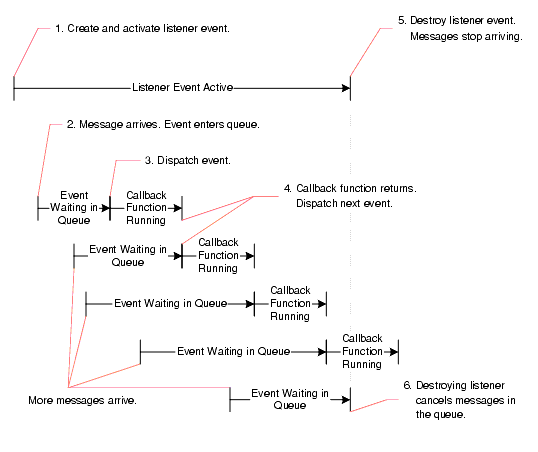 1. Create and activate listener event.
5. Destroy listener event.
Messages stop arriving.
Listener Event Active
2. Message arrives. Event enters queue.
3. Dispatch event.
Event
Waiting in
Queue
Callback
Function
Running
4. Callback function returns.
Dispatch next event.
Event Waiting in
Queue
Callback
Function
Running
Event Waiting in Queue
Callback
Function
Running
Event Waiting in Queue
Callback
Function
Running
More messages arrive.
Event Waiting in
Queue
6. Destroying listener
cancels messages in
the queue.